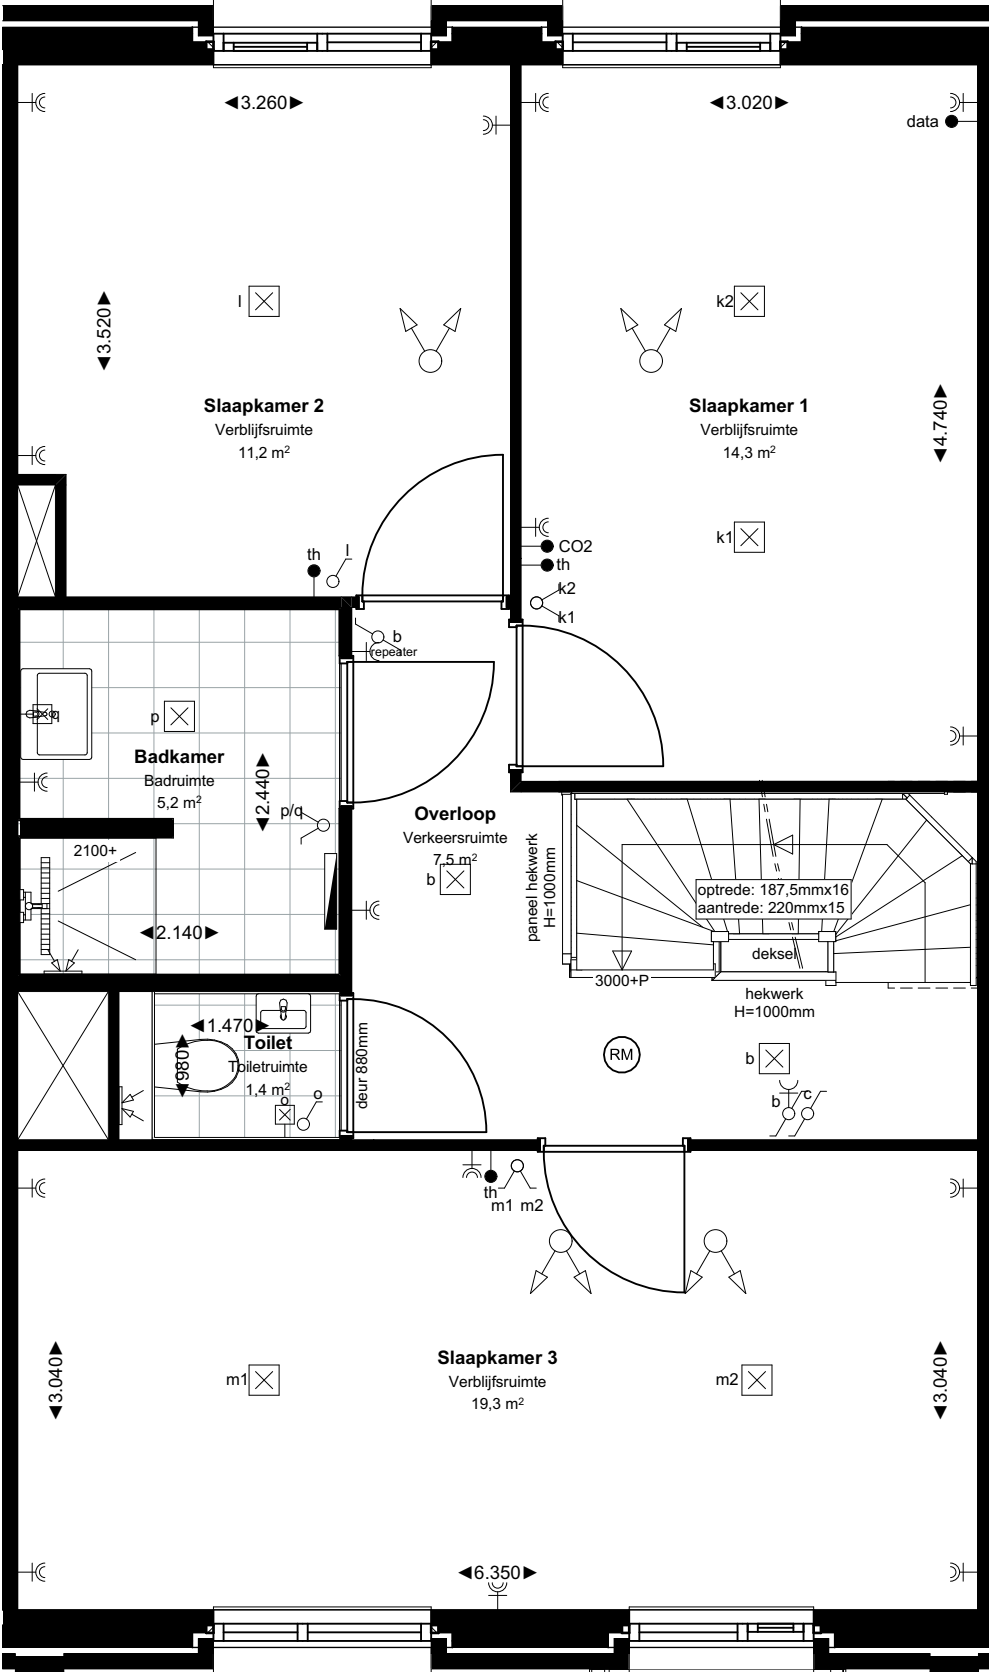 3.260
3.020
data
l
k2
3.520
Slaapkamer 2
Verblijfsruimte
11,2 m²
Slaapkamer 1
Verblijfsruimte
14,3 m²
4.740
k1
th
l
CO2
th
k2
k1
b
repeater
q
p
Badkamer
Badruimte
5,2 m²
2.440
p/q
2100+
2.140
Overloop
Verkeersruimte
7,5 m²
b
paneel hekwerk
H=1000mm
optrede: 187,5mmx16
aantrede: 220mmx15
deksel
3000+P
hekwerk
H=1000mm
1.470
980
Toilet
Toiletruimte
1,4 m²
o
o
deur 880mm
RM
b
b
c
th
m1 m2
3.040
m1
Slaapkamer 3
Verblijfsruimte
19,3 m²
m2
3.040
6.350